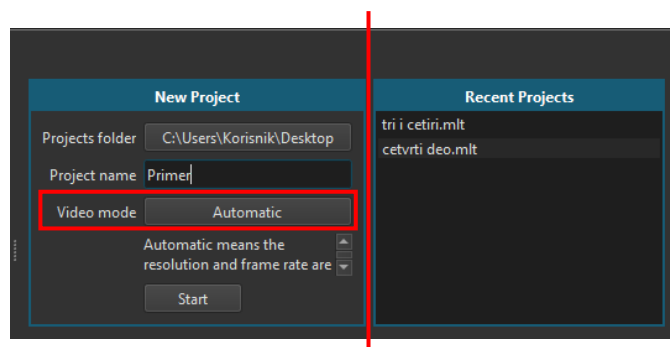 New Project
Projects folder C:\Users\Korisnik\Desktop
Project name Primer
Video mode Automatic
Automatic means the
resolution and frame rate are
Start
Recent Projects
tri i cetiri.mlt
cetvrti deo.mlt